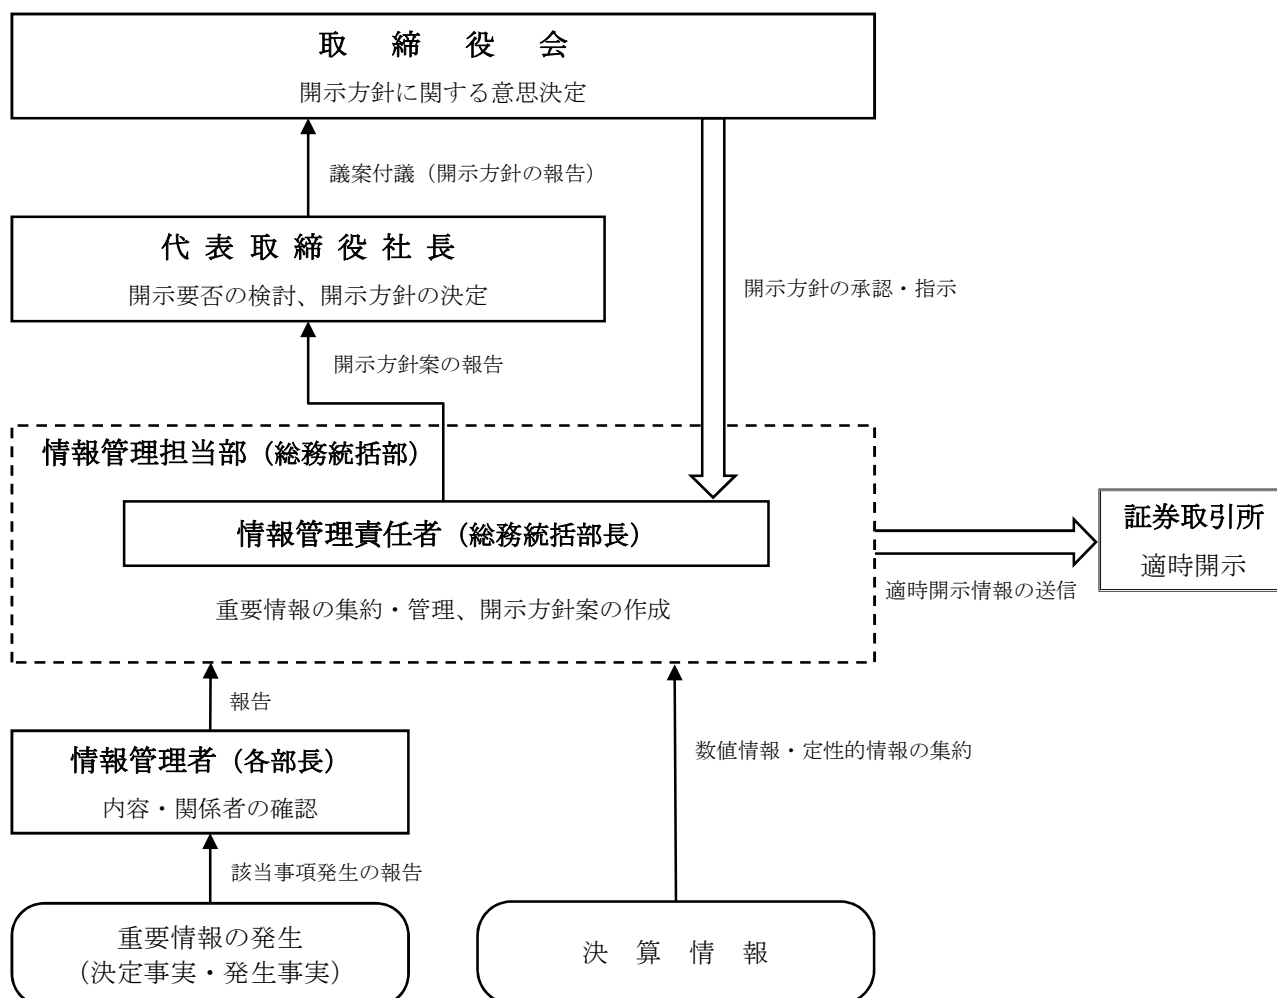 取締役会
開示方針に関する意思決定
議案付議（開示方針の報告）
代表取締役社長
開示要否の検討、開示方針の決定
開示方針の承認・指示
開示方針案の報告
情報管理担当部（総務統括部）
情報管理責任者（総務統括部長）
重要情報の集約・管理、開示方針案の作成
証券取引所
適時開示
適時開示情報の送信
報告
情報管理者（各部長）
内容・関係者の確認
数値情報・定性的情報の集約
該当事項発生の報告
重要情報の発生
（決定事実・発生事実）
決算情報